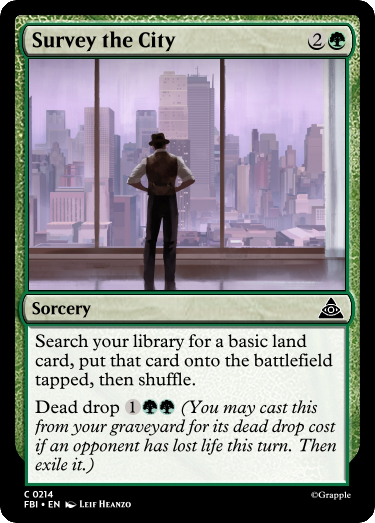 Survey the City 2
Sorcery
Search your library for a basic land
card, put that card onto the battlefield
tapped, then shuffle.
Dead drop 1 (You may cast this
from your graveyard for its dead drop cost
if an opponent has lost life this turn. Then
exile it.)
C 0214
FBI • EN Leif Heanzo
©Grapple